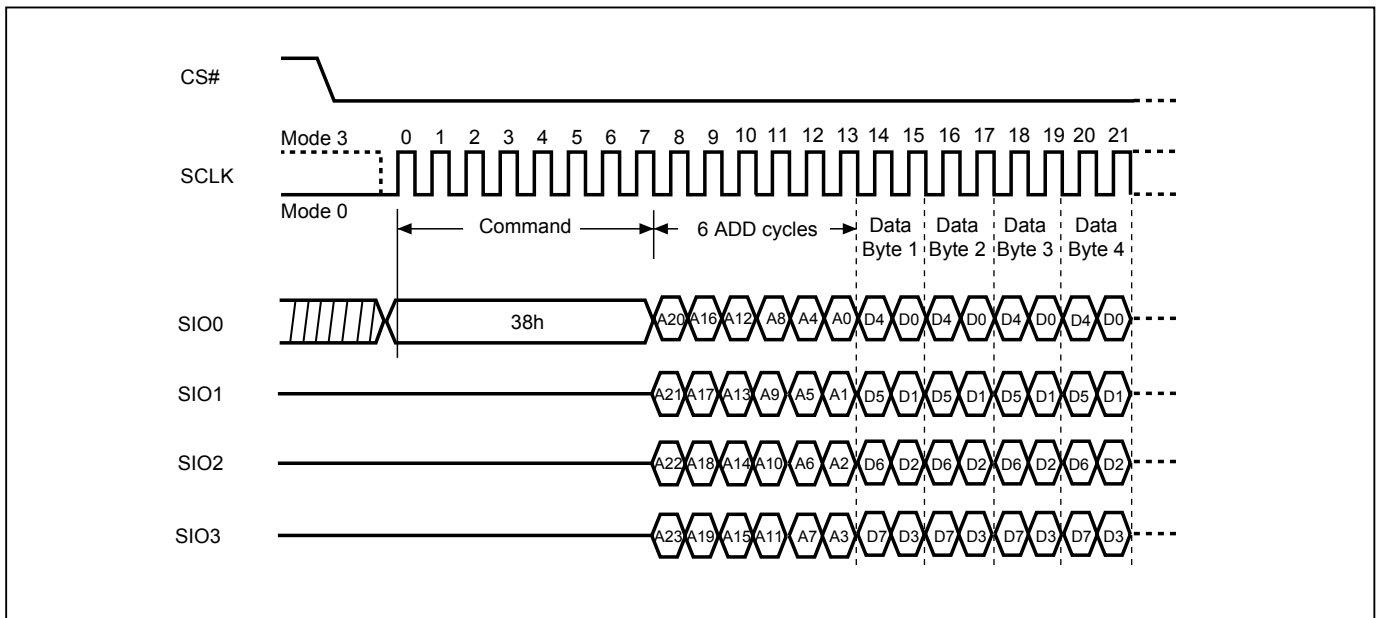 CS#
Mode 3 0 1 2 3 4 5 6 7 8 9 10 11 12 13 14 15 16 17 18 19 20 21
SCLK
Mode 0
Command 6 ADD cycles Data Data Data Data
Byte 1 Byte 2 Byte 3 Byte 4
SIO0 38h A20 A16 A12 A8 A4 A0 D4 D0 D4 D0 D4 D0 D4 D0
SIO1 A21 A17 A13 A9 A5 A1 D5 D1 D5 D1 D5 D1 D5 D1
SIO2 A22 A18 A14 A10 A6 A2 D6 D2 D6 D2 D6 D2 D6 D2
SIO3 A23 A19 A15 A11 A7 A3 D7 D3 D7 D3 D7 D3 D7 D3